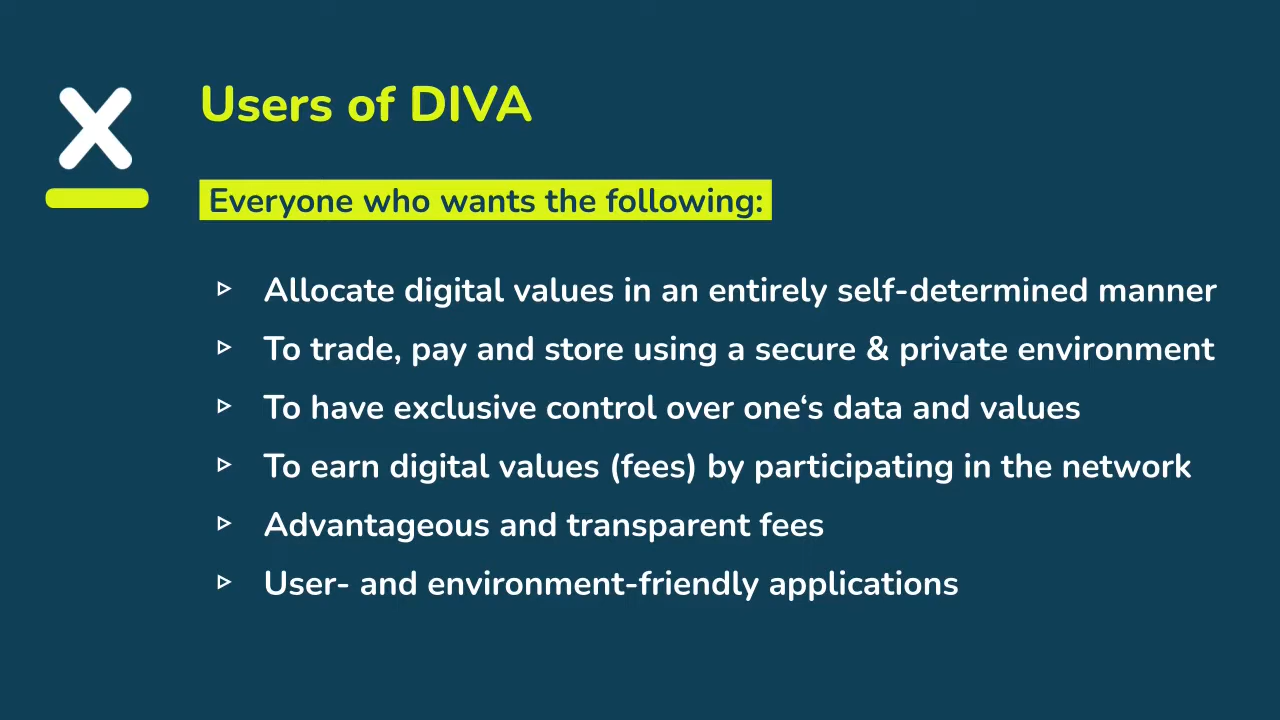 Users of DIVA
Everyone who wants the following:
Allocate digital values in an entirely self-determined manner
To trade, pay and store using a secure & private environment
To have exclusive control over one‘s data and values
To earn digital values (fees) by participating in the network
Advantageous and transparent fees
User- and environment-friendly applications